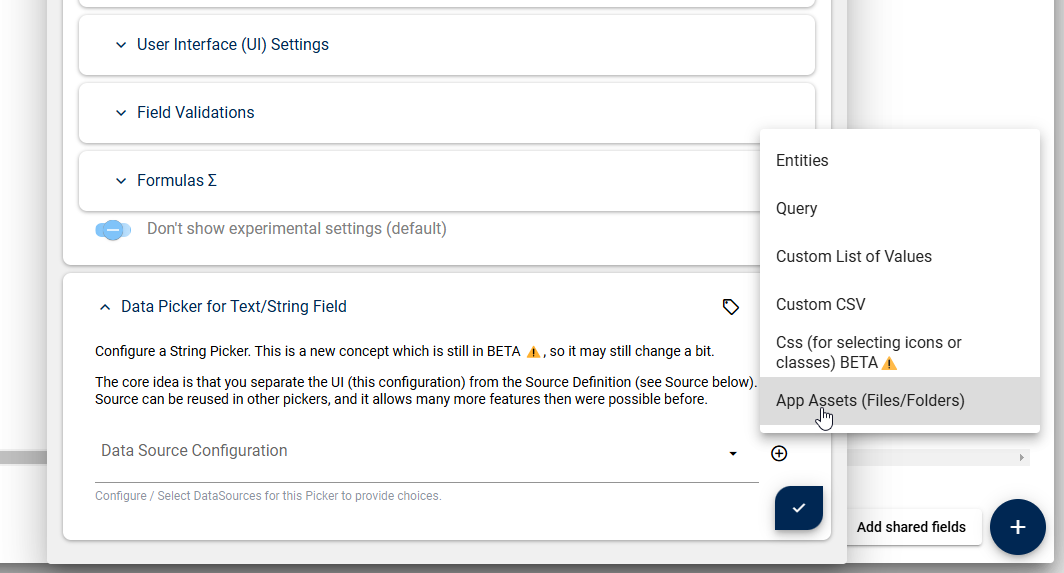 User Interface (UI) Settings
Field Validations
Formulas Σ
Don't show experimental settings (default)
Data Picker for Text/String Field
Configure a String Picker. This is a new concept which is still in BETA ⚠, so it may still change a bit.
The core idea is that you separate the UI (this configuration) from the Source Definition (see Source below).
Source can be reused in other pickers, and it allows many more features then were possible before.
Data Source Configuration
Configure / Select DataSources for this Picker to provide choices.
Entities
Query
Custom List of Values
Custom CSV
Css (for selecting icons or
classes) BETA⚠
App Assets (Files/Folders)
Add shared fields